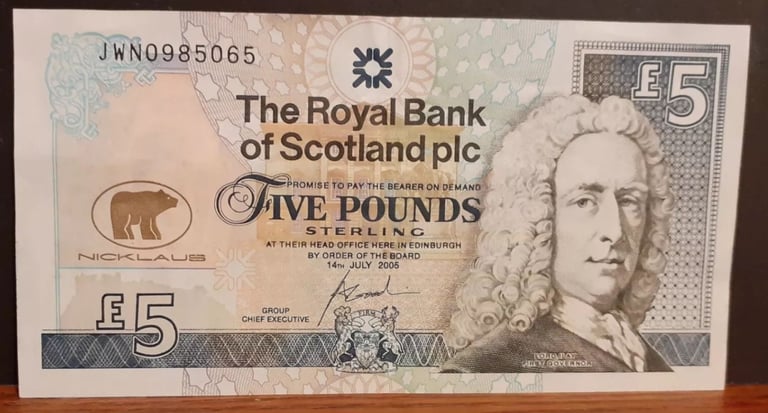 JWN0985065
£5
The Royal Bank
of Scotland plc
PROMISE TO PAY THE BEARER ON DEMAND
FIVE POUNDS
STERLING
AT THEIR HEAD OFFICE HERE IN EDINBURGH
BY ORDER OF THE BOARD
14TH JULY 2005
NICKLAUS
£5
GROUP
CHIEF EXECUTIVE
FIRM
LORD ILAY
FIRST GOVERNOR